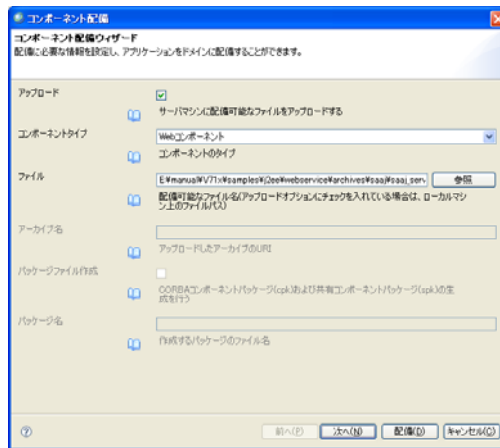 コンポーネント配備
コンポーネント配備ウィザード
配備に必要な情報を設定し、アプリケーションをドメインに配備することができます。
アップロード
サーバマシンに配備可能なファイルをアップロードする
コンポーネントタイプ
Webコンポーネント
コンポーネントのタイプ
ファイル
E:¥manual¥V71x¥samples¥j2ee¥webservice¥archives¥saaj¥saaj_serv
参照
配備可能なファイル名(アップロードオプションにチェックを入れている場合は、ローカルマシ
ン上のファイルパス)
アーカイブ名
アップロードしたアーカイブのURI
パッケージファイル作成
CORBAコンポーネントパッケージ(cpk)および共有コンポーネントパッケージ(spk)の生
成を行う
パッケージ名
作成するパッケージのファイル名
前へ(P)
次へ(N)
配備(D)
キャンセル(C)